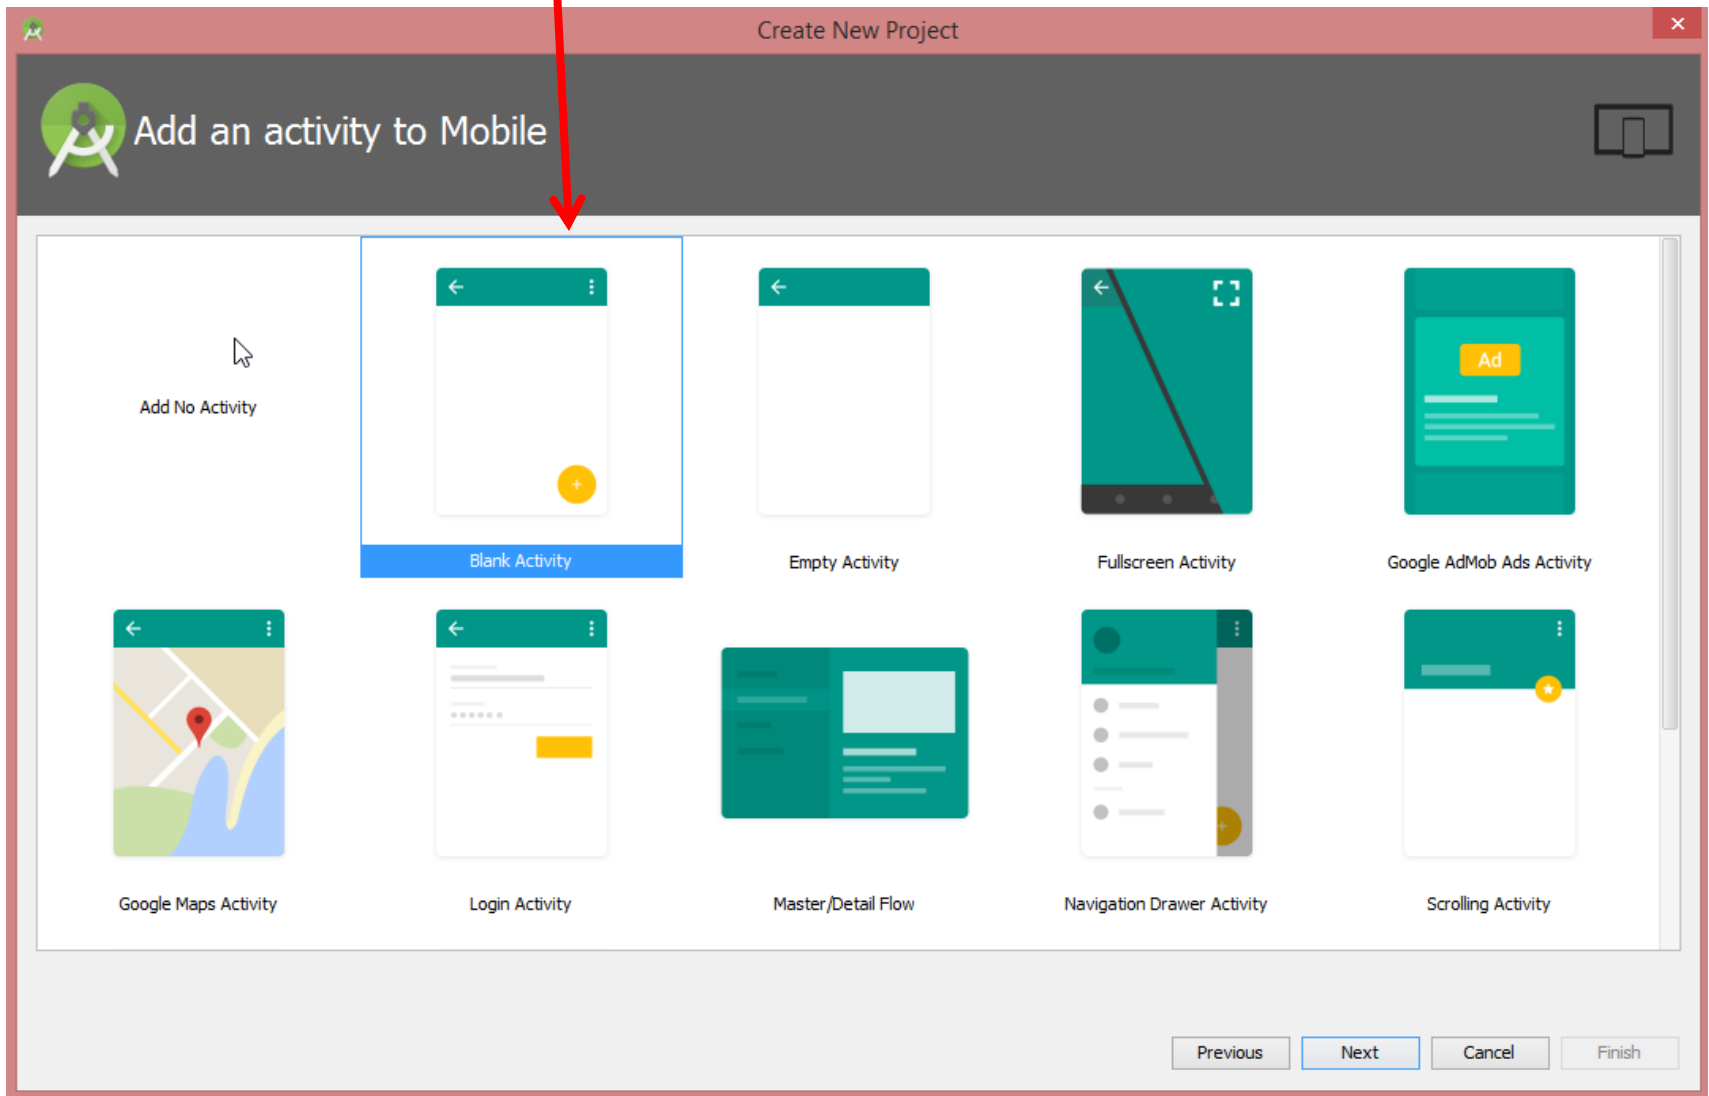 Create New Project
Add an activity to Mobile
Add No Activity
Blank Activity
Empty Activity
Fullscreen Activity
Ad
Google AdMob Ads Activity
Google Maps Activity
Login Activity
Master/Detail Flow
Navigation Drawer Activity
Scrolling Activity
Previous
Next
Cancel
Finish